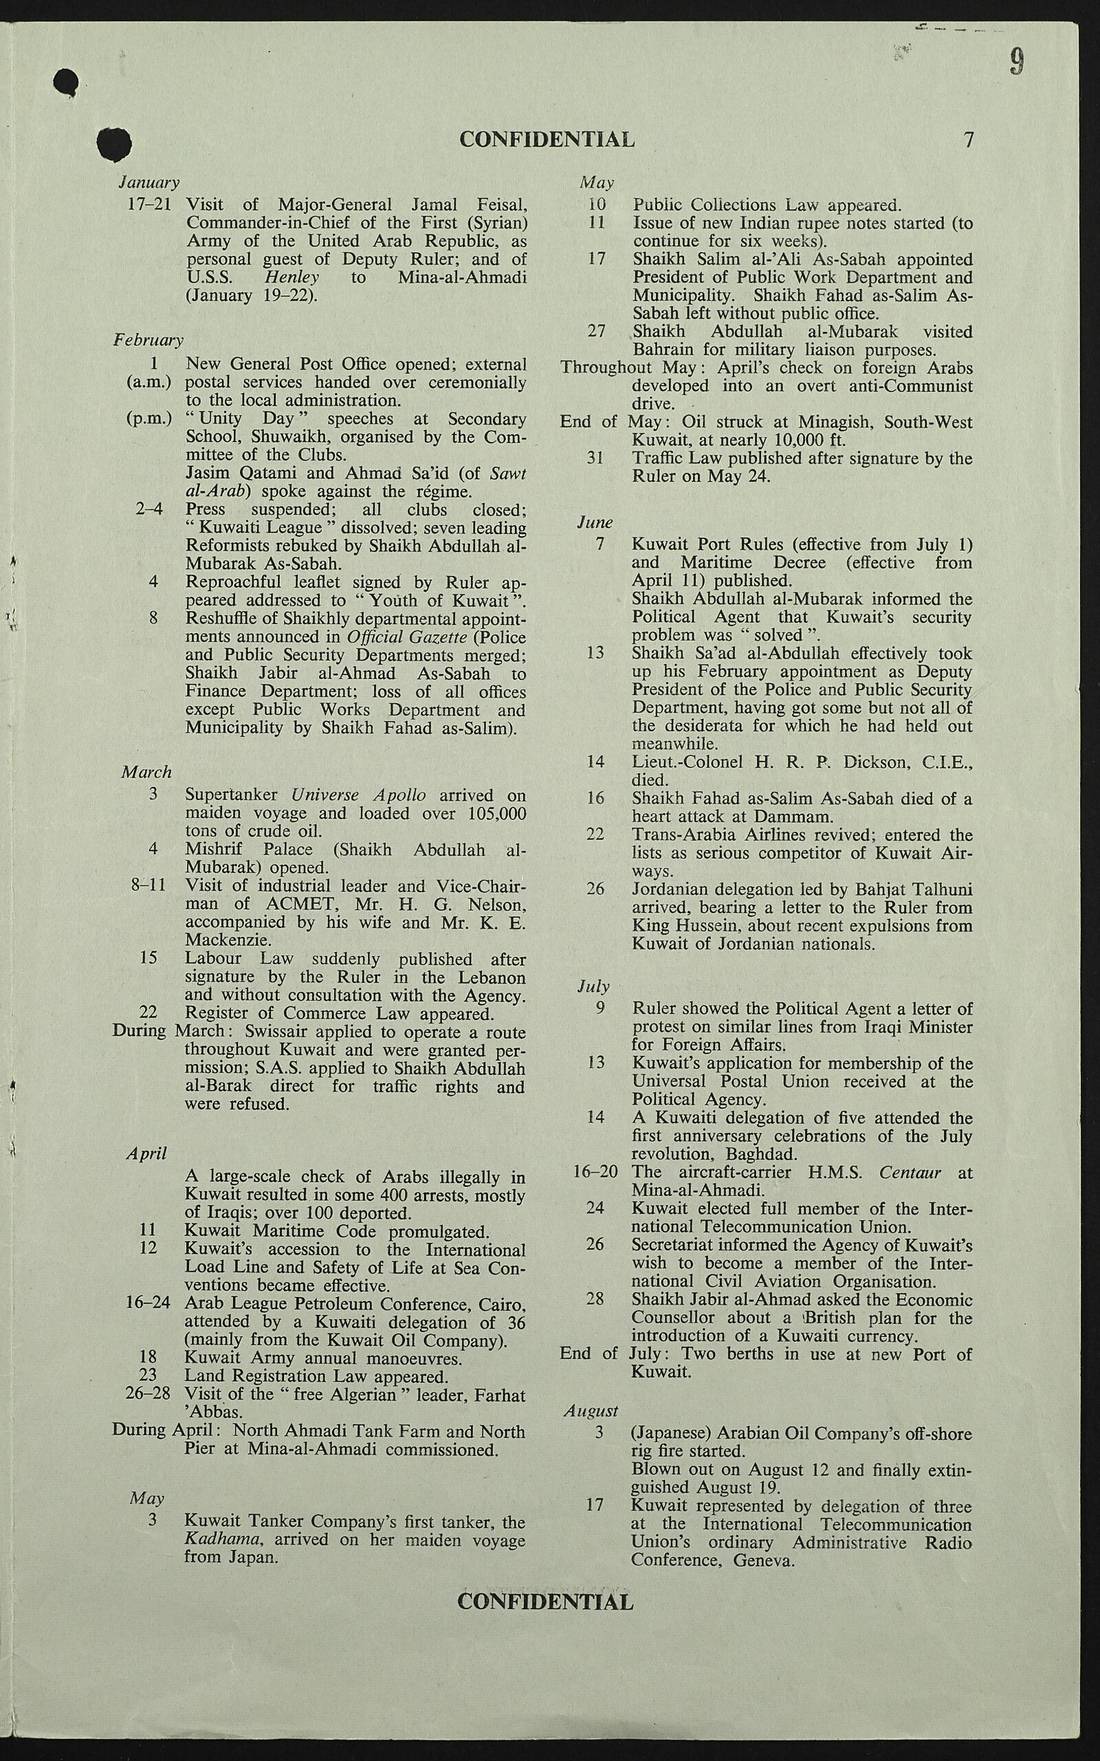 9
CONFIDENTIAL
7
January
17–21 Visit of Major-General Jamal Feisal,
Commander-in-Chief of the First (Syrian)
Army of the United Arab Republic, as
personal guest of Deputy Ruler; and of
U.S.S. Henley to Mina-al-Ahmadi
(January 19–22).
February
1 New General Post Office opened; external
(a.m.) postal services handed over ceremonially
to the local administration.
(p.m.) “ Unity Day ” speeches at Secondary
School, Shuwaikh, organised by the Com-
mittee of the Clubs.
Jasim Qatami and Ahmad Sa’id (of Sawt
al-Arab) spoke against the régime.
2–4 Press suspended; all clubs closed;
“ Kuwaiti League ” dissolved; seven leading
Reformists rebuked by Shaikh Abdullah al-
Mubarak As-Sabah.
4 Reproachful leaflet signed by Ruler ap-
peared addressed to “ Youth of Kuwait ”.
8 Reshuffle of Shaikhly departmental appoint-
ments announced in Official Gazette (Police
and Public Security Departments merged;
Shaikh Jabir al-Ahmad As-Sabah to
Finance Department; loss of all offices
except Public Works Department and
Municipality by Shaikh Fahad as-Salim).
March
3 Supertanker Universe Apollo arrived on
maiden voyage and loaded over 105,000
tons of crude oil.
4 Mishrif Palace (Shaikh Abdullah al-
Mubarak) opened.
8–11 Visit of industrial leader and Vice-Chair-
man of ACMET, Mr. H. G. Nelson,
accompanied by his wife and Mr. K. E.
Mackenzie.
15 Labour Law suddenly published after
signature by the Ruler in the Lebanon
and without consultation with the Agency.
22 Register of Commerce Law appeared.
During March : Swissair applied to operate a route
throughout Kuwait and were granted per-
mission; S.A.S. applied to Shaikh Abdullah
al-Barak direct for traffic rights and
were refused.
April
A large-scale check of Arabs illegally in
Kuwait resulted in some 400 arrests, mostly
of Iraqis; over 100 deported.
11 Kuwait Maritime Code promulgated.
12 Kuwait’s accession to the International
Load Line and Safety of Life at Sea Con-
ventions became effective.
16–24 Arab League Petroleum Conference, Cairo,
attended by a Kuwaiti delegation of 36
(mainly from the Kuwait Oil Company).
18 Kuwait Army annual manoeuvres.
23 Land Registration Law appeared.
26–28 Visit of the “ free Algerian ” leader, Farhat
’Abbas.
During April : North Ahmadi Tank Farm and North
Pier at Mina-al-Ahmadi commissioned.
May
3 Kuwait Tanker Company’s first tanker, the
Kadhama, arrived on her maiden voyage
from Japan.
May
10 Public Collections Law appeared.
11 Issue of new Indian rupee notes started (to
continue for six weeks).
17 Shaikh Salim al-’Ali As-Sabah appointed
President of Public Work Department and
Municipality. Shaikh Fahad as-Salim As-
Sabah left without public office.
27 Shaikh Abdullah al-Mubarak visited
Bahrain for military liaison purposes.
Throughout May : April’s check on foreign Arabs
developed into an overt anti-Communist
drive.
End of May : Oil struck at Minagish, South-West
Kuwait, at nearly 10,000 ft.
31 Traffic Law published after signature by the
Ruler on May 24.
June
7 Kuwait Port Rules (effective from July 1)
and Maritime Decree (effective from
April 11) published.
Shaikh Abdullah al-Mubarak informed the
Political Agent that Kuwait’s security
problem was “ solved ”.
13 Shaikh Sa’ad al-Abdullah effectively took
up his February appointment as Deputy
President of the Police and Public Security
Department, having got some but not all of
the desiderata for which he had held out
meanwhile.
14 Lieut.-Colonel H. R. P. Dickson, C.I.E.,
died.
16 Shaikh Fahad as-Salim As-Sabah died of a
heart attack at Dammam.
22 Trans-Arabia Airlines revived; entered the
lists as serious competitor of Kuwait Air-
ways.
26 Jordanian delegation led by Bahjat Talhuni
arrived, bearing a letter to the Ruler from
King Hussein, about recent expulsions from
Kuwait of Jordanian nationals.
July
9 Ruler showed the Political Agent a letter of
protest on similar lines from Iraqi Minister
for Foreign Affairs.
13 Kuwait’s application for membership of the
Universal Postal Union received at the
Political Agency.
14 A Kuwaiti delegation of five attended the
first anniversary celebrations of the July
revolution, Baghdad.
16–20 The aircraft-carrier H.M.S. Centaur at
Mina-al-Ahmadi.
24 Kuwait elected full member of the Inter-
national Telecommunication Union.
26 Secretariat informed the Agency of Kuwait’s
wish to become a member of the Inter-
national Civil Aviation Organisation.
28 Shaikh Jabir al-Ahmad asked the Economic
Counsellor about a British plan for the
introduction of a Kuwaiti currency.
End of July : Two berths in use at new Port of
Kuwait.
August
3 (Japanese) Arabian Oil Company’s off-shore
rig fire started.
Blown out on August 12 and finally extin-
guished August 19.
17 Kuwait represented by delegation of three
at the International Telecommunication
Union’s ordinary Administrative Radio
Conference, Geneva.
CONFIDENTIAL